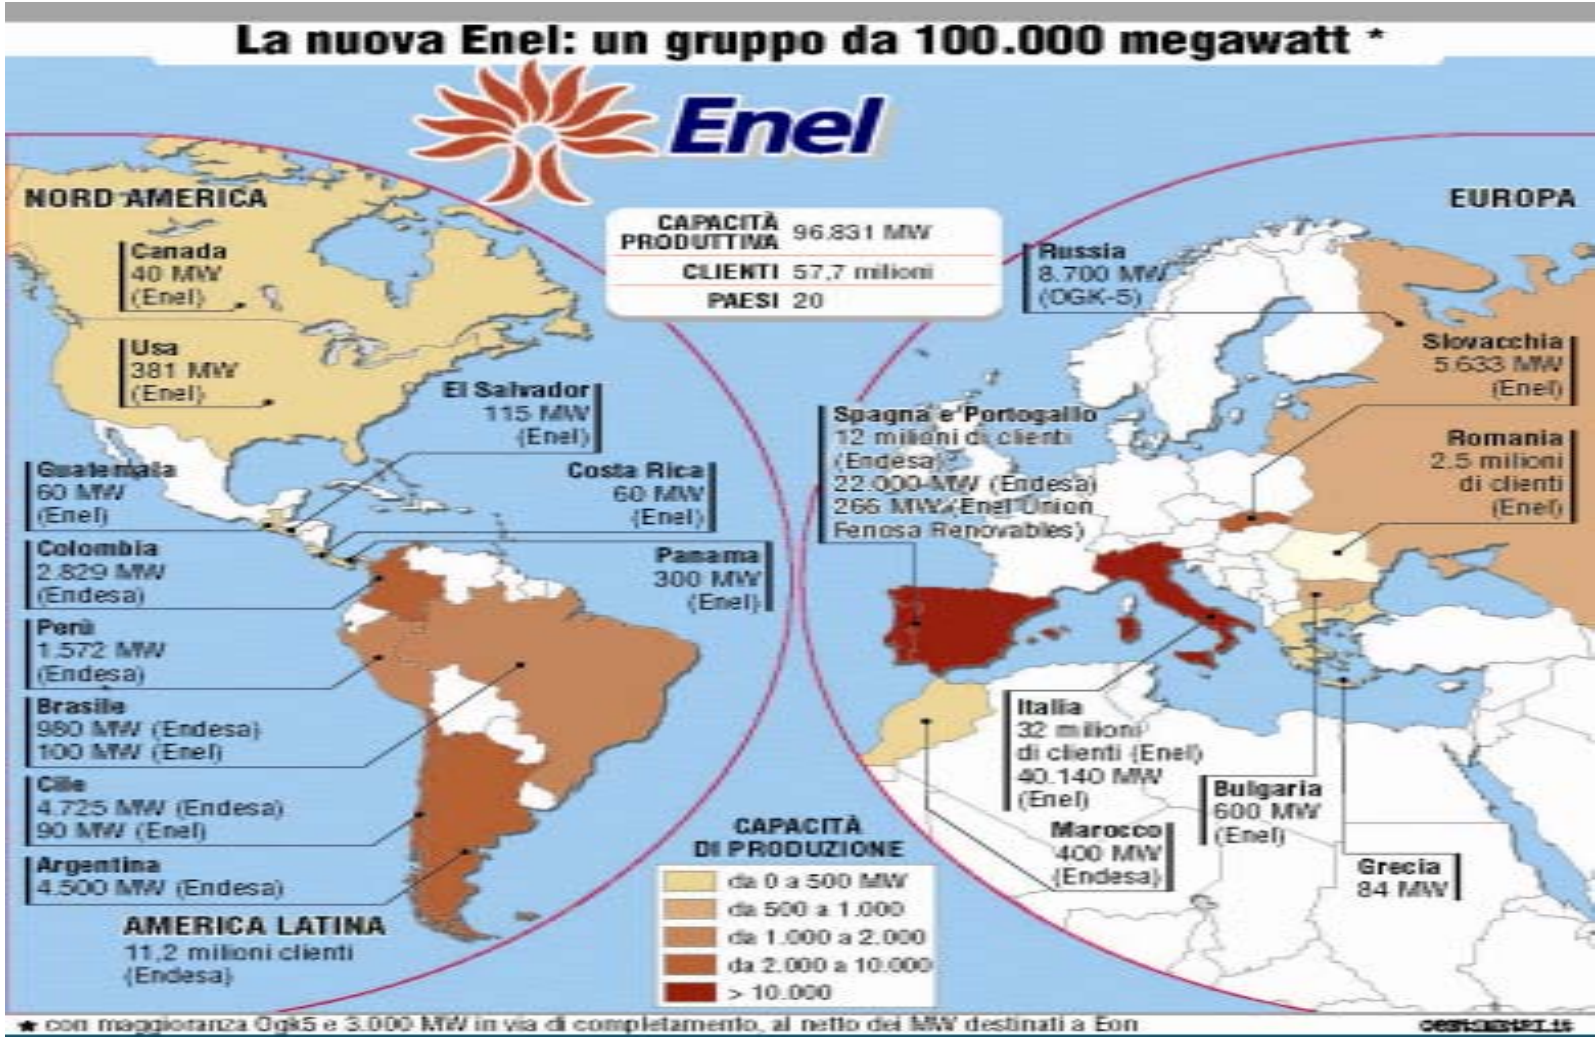 La nuova Enel: un gruppo da 100.000 megawatt *
Enel
NORD AMERICA
EUROPA
CAPACITÀ
PRODUTTIVA 96.831 MW
CLIENTI 57,7 milioni
PAESI 20
Canada
40 MW
(Enel)
Usa
381 MW
(Enel)
El Salvador
115 MW
(Enel)
Guatemala
60 MW
(Enel)
Costa Rica
60 MW
(Enel)
Colombia
2.829 MW
(Endesa)
Panama
300 MW
(Enel)
Perù
1.572 MW
(Endesa)
Brasile
980 MW (Endesa)
100 MW (Enel)
Cile
4.725 MW (Endesa)
90 MW (Enel)
Argentina
4.500 MW (Endesa)
AMERICA LATINA
11,2 milioni clienti
(Endesa)
Russia
8.700 MW
(OGK-5)
Slovacchia
5.633 MW
(Enel)
Spagna e Portogallo
12 milioni di clienti
(Endesa)
22.000 MW (Endesa)
266 MW (Enel Union
Fenosa Renovables)
Romania
2.5 milioni
di clienti
(Enel)
Italia
32 milioni
di clienti (Enel)
40.140 MW
(Enel)
Bulgaria
600 MW
(Enel)
Marocco
400 MW
(Endesa)
Grecia
84 MW
CAPACITÀ
DI PRODUZIONE
da 0 a 500 MW
da 500 a 1.000
da 1.000 a 2.000
da 2.000 a 10.000
> 10.000
★ con maggioranza Ogk5 e 3.000 MW in via di completamento, al netto dei MW destinati a Eon